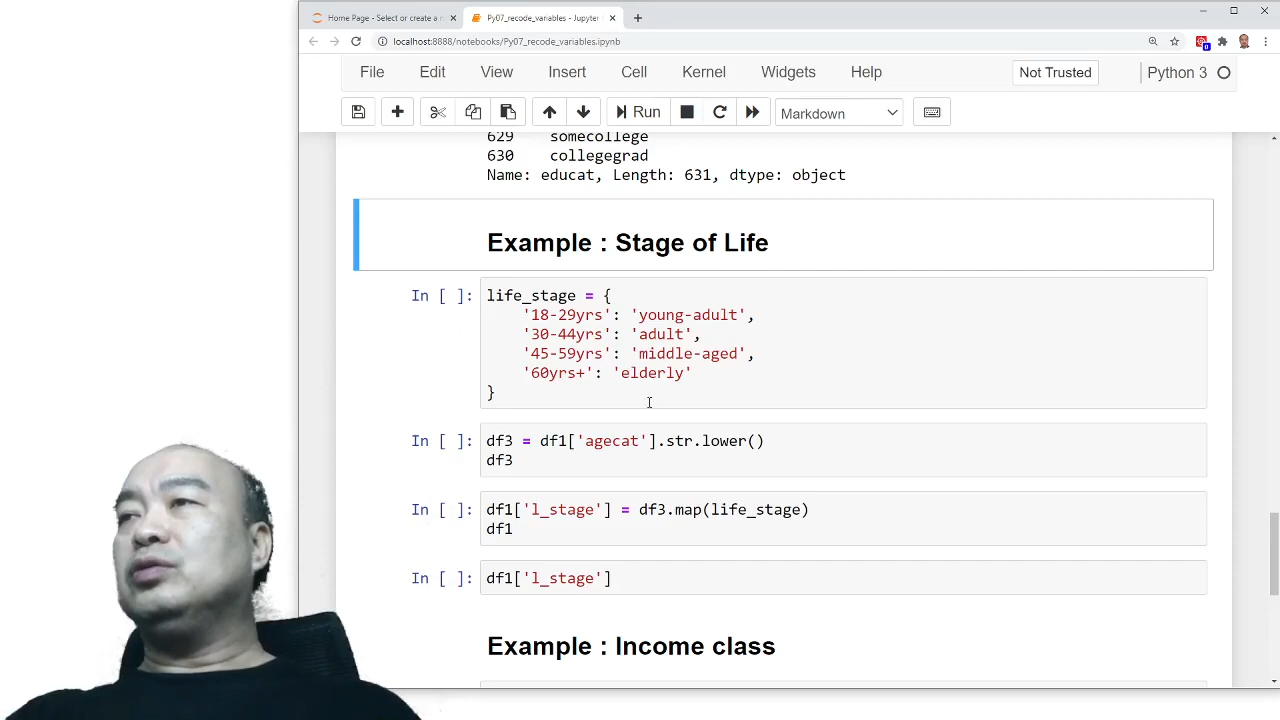 Home Page - Select or create a n
Py07_recode_variables - Jupyter
localhost:8888/notebooks/Py07_recode_variables.ipynb
File Edit View Insert Cell Kernel Widgets Help Not Trusted Python 3
Run Markdown
629 somecollege
630 collegegrad
Name: educat, Length: 631, dtype: object
Example : Stage of Life
In [ ]: life_stage = {
'18-29yrs': 'young-adult',
'30-44yrs': 'adult',
'45-59yrs': 'middle-aged',
'60yrs+': 'elderly'
}
In [ ]: df3 = df1['agecat'].str.lower()
df3
In [ ]: df1['l_stage'] = df3.map(life_stage)
df1
In [ ]: df1['l_stage']
Example : Income class